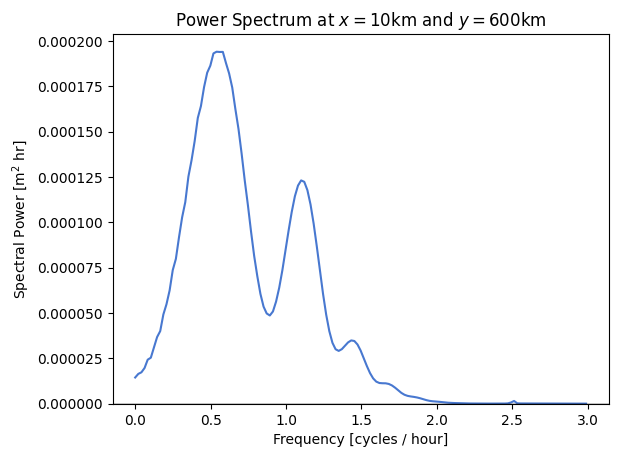 Power Spectrum at x = 10km and y = 600km
0.000200
0.000175
0.000150
0.000125
0.000100
0.000075
0.000050
0.000025
0.000000
Spectral Power [m² hr]
0.0 0.5 1.0 1.5 2.0 2.5 3.0
Frequency [cycles / hour]